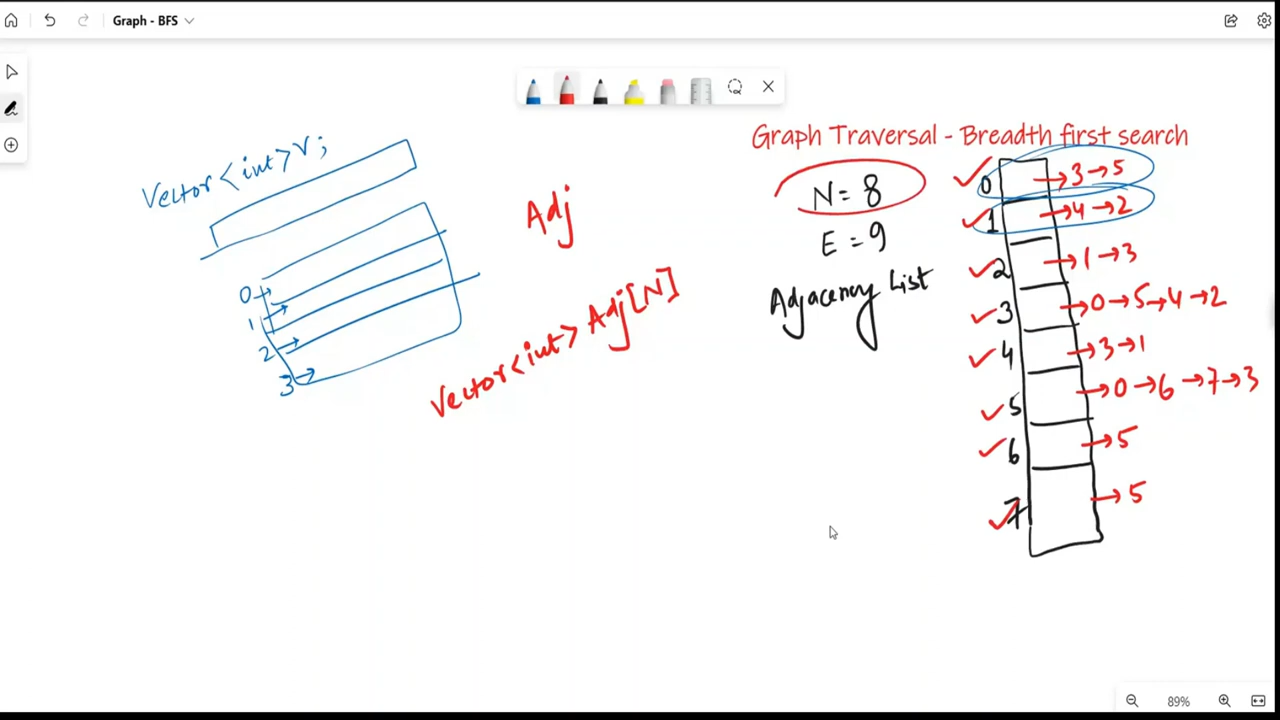 Graph - BFS
Vector<int>v;
0
1
2
3
Adj
Vector<int> Adj[N]
Graph Traversal - Breadth first search
N = 8
E = 9
Adjacency List
0 →3→5
1 →4→2
2 →1→3
3 →0→5→4→2
4 →3→1
5 →0→6→7→3
6 →5
7 →5
89%